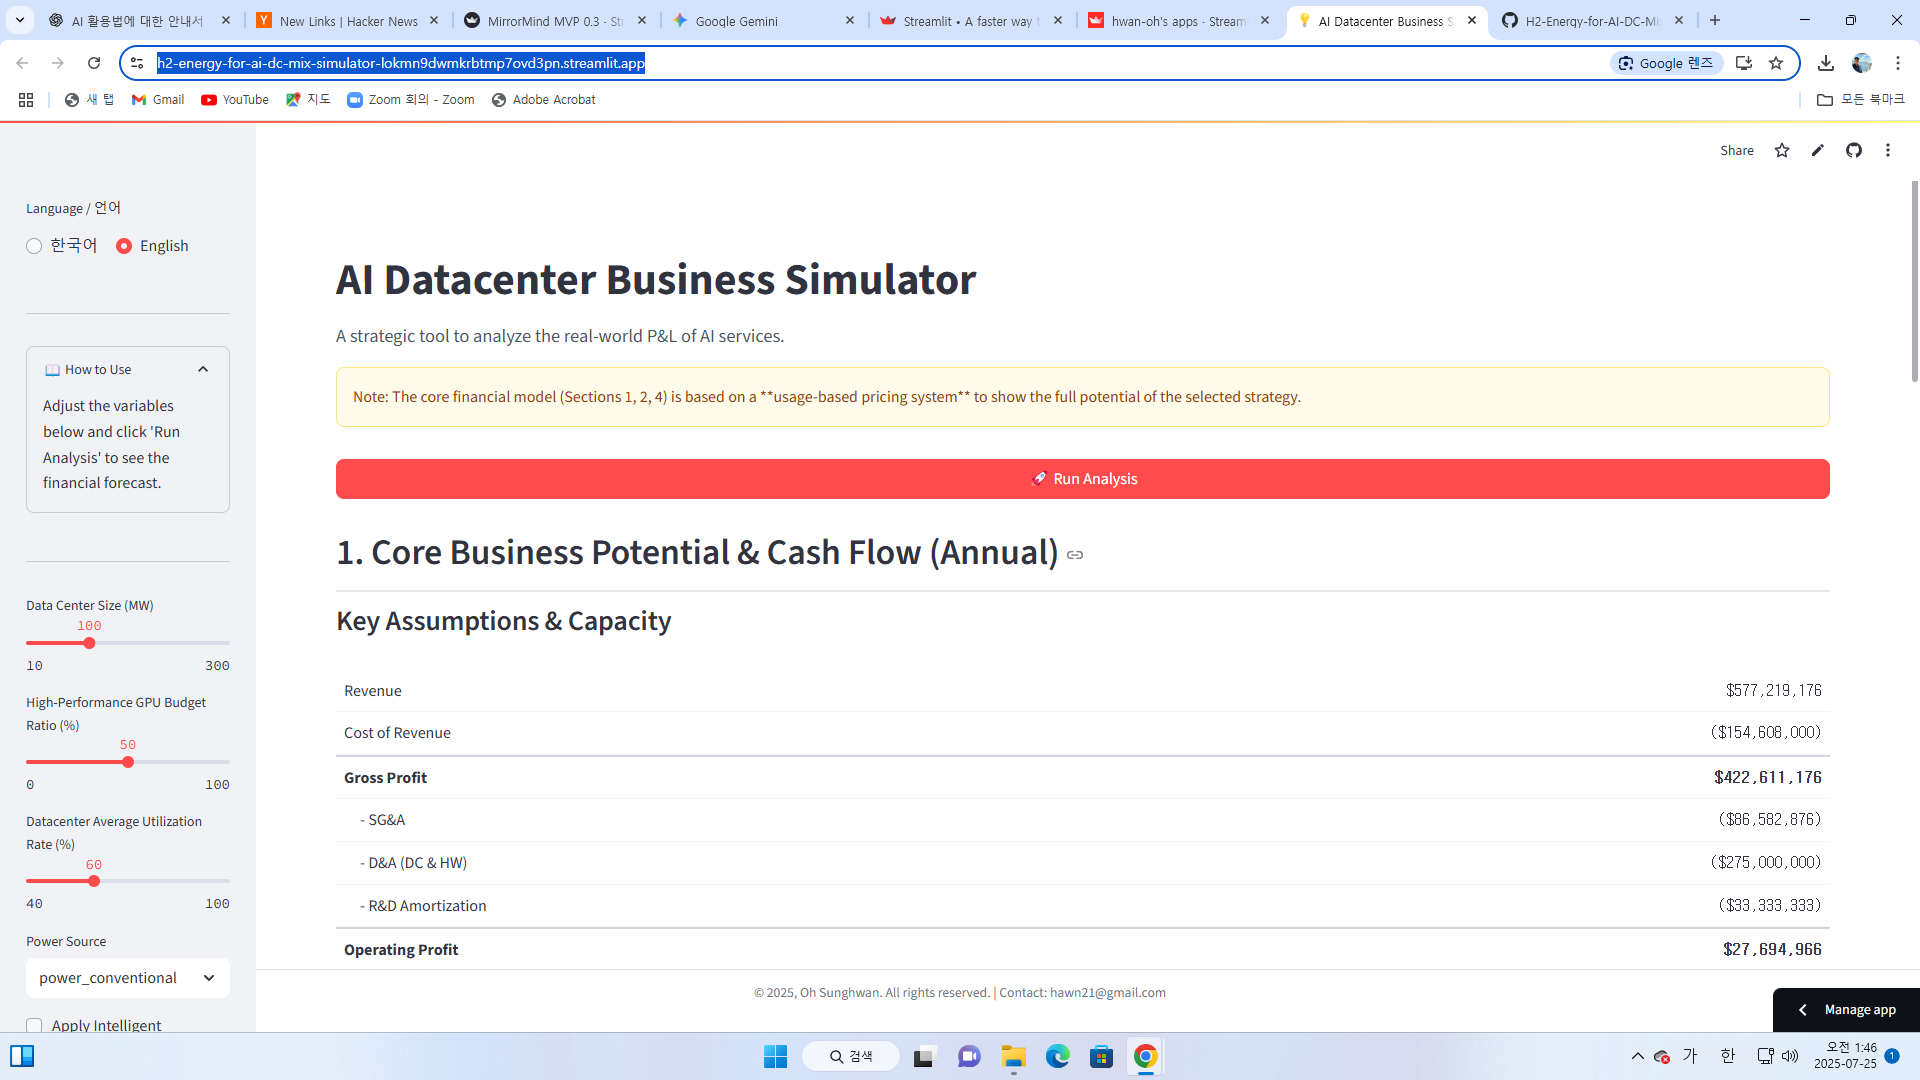 AI 활용법에 대한 안내서
New Links | Hacker News
MirrorMind MVP 0.3 · Str
Google Gemini
Streamlit • A faster way t
hwan-oh's apps · Stream
AI Datacenter Business S
H2-Energy-for-AI-DC-Mi
h2-energy-for-ai-dc-mix-simulator-lokmn9dwmkrbtmp7ovd3pn.streamlit.app
Google 렌즈
새 탭
Gmail
YouTube
지도
Zoom 회의 - Zoom
Adobe Acrobat
모든 북마크
Share
Language / 언어
한국어
English
📖 How to Use
Adjust the variables
below and click 'Run
Analysis' to see the
financial forecast.
Data Center Size (MW)
100
10
300
High-Performance GPU Budget
Ratio (%)
50
0
100
Datacenter Average Utilization
Rate (%)
60
40
100
Power Source
power_conventional
Apply Intelligent
AI Datacenter Business Simulator
A strategic tool to analyze the real-world P&L of AI services.
Note: The core financial model (Sections 1, 2, 4) is based on a **usage-based pricing system** to show the full potential of the selected strategy.
🚀 Run Analysis
1. Core Business Potential & Cash Flow (Annual)
Key Assumptions & Capacity
Revenue $577,219,176
Cost of Revenue ($154,608,000)
Gross Profit $422,611,176
- SG&A ($86,582,876)
- D&A (DC & HW) ($275,000,000)
- R&D Amortization ($33,333,333)
Operating Profit $27,694,966
© 2025, Oh Sunghwan. All rights reserved. | Contact: hawn21@gmail.com
Manage app
검색
가
한
오전 1:46
2025-07-25
1